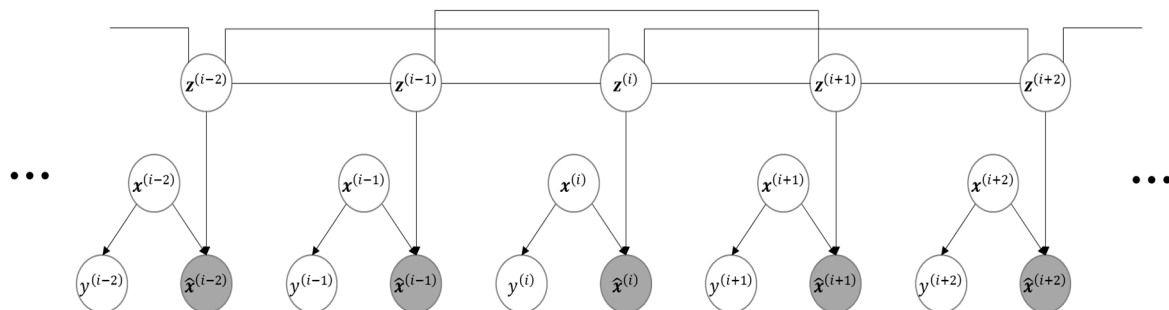 z^(i−2) z^(i−1) z^(i) z^(i+1) z^(i+2)
••• x^(i−2) x^(i−1) x^(i) x^(i+1) x^(i+2) •••
y^(i−2) x̂^(i−2) y^(i−1) x̂^(i−1) y^(i) x̂^(i) y^(i+1) x̂^(i+1) y^(i+2) x̂^(i+2)